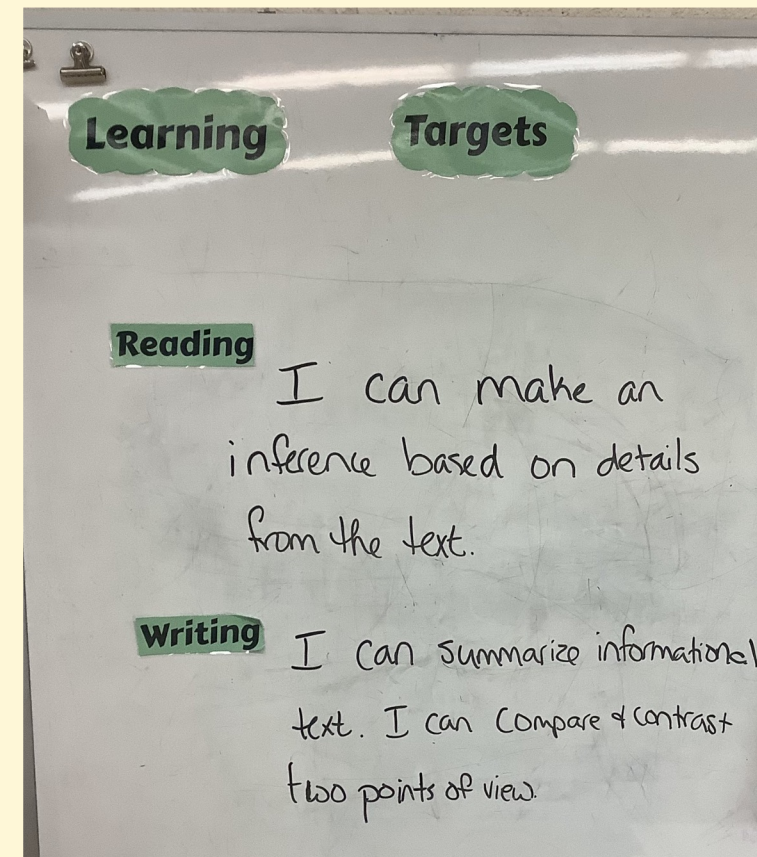 Learning Targets
Reading
I can make an
inference based on details
from the text.
Writing
I can summarize informational
text. I can compare & contrast
two points of view.